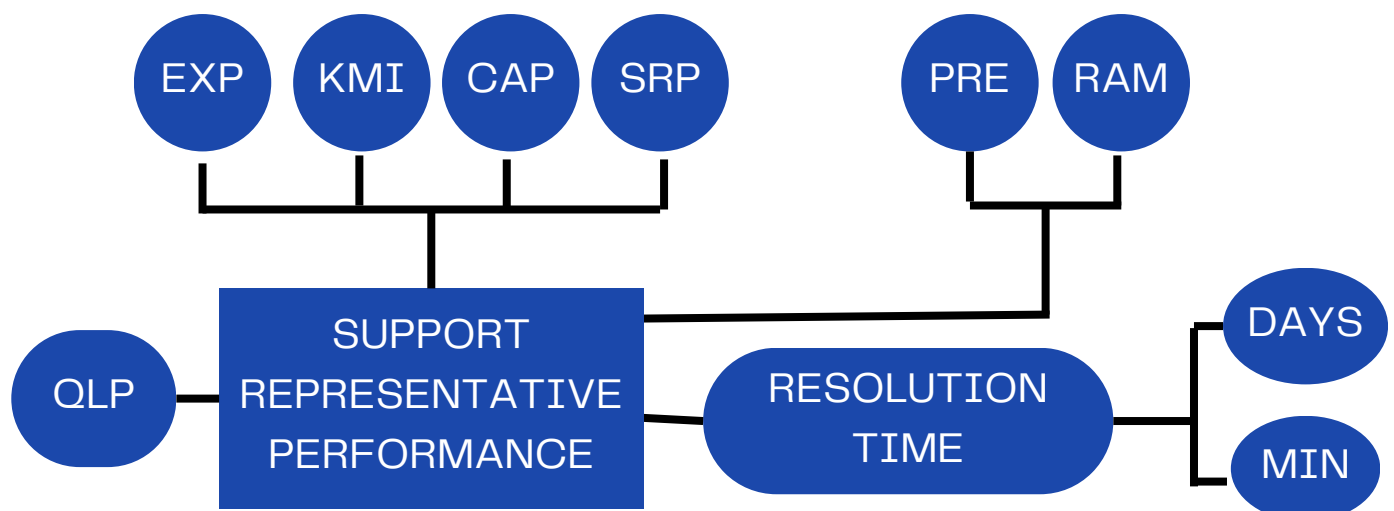 EXP
KMI
CAP
SRP
PRE
RAM
SUPPORT
REPRESENTATIVE
PERFORMANCE
QLP
RESOLUTION
TIME
DAYS
MIN